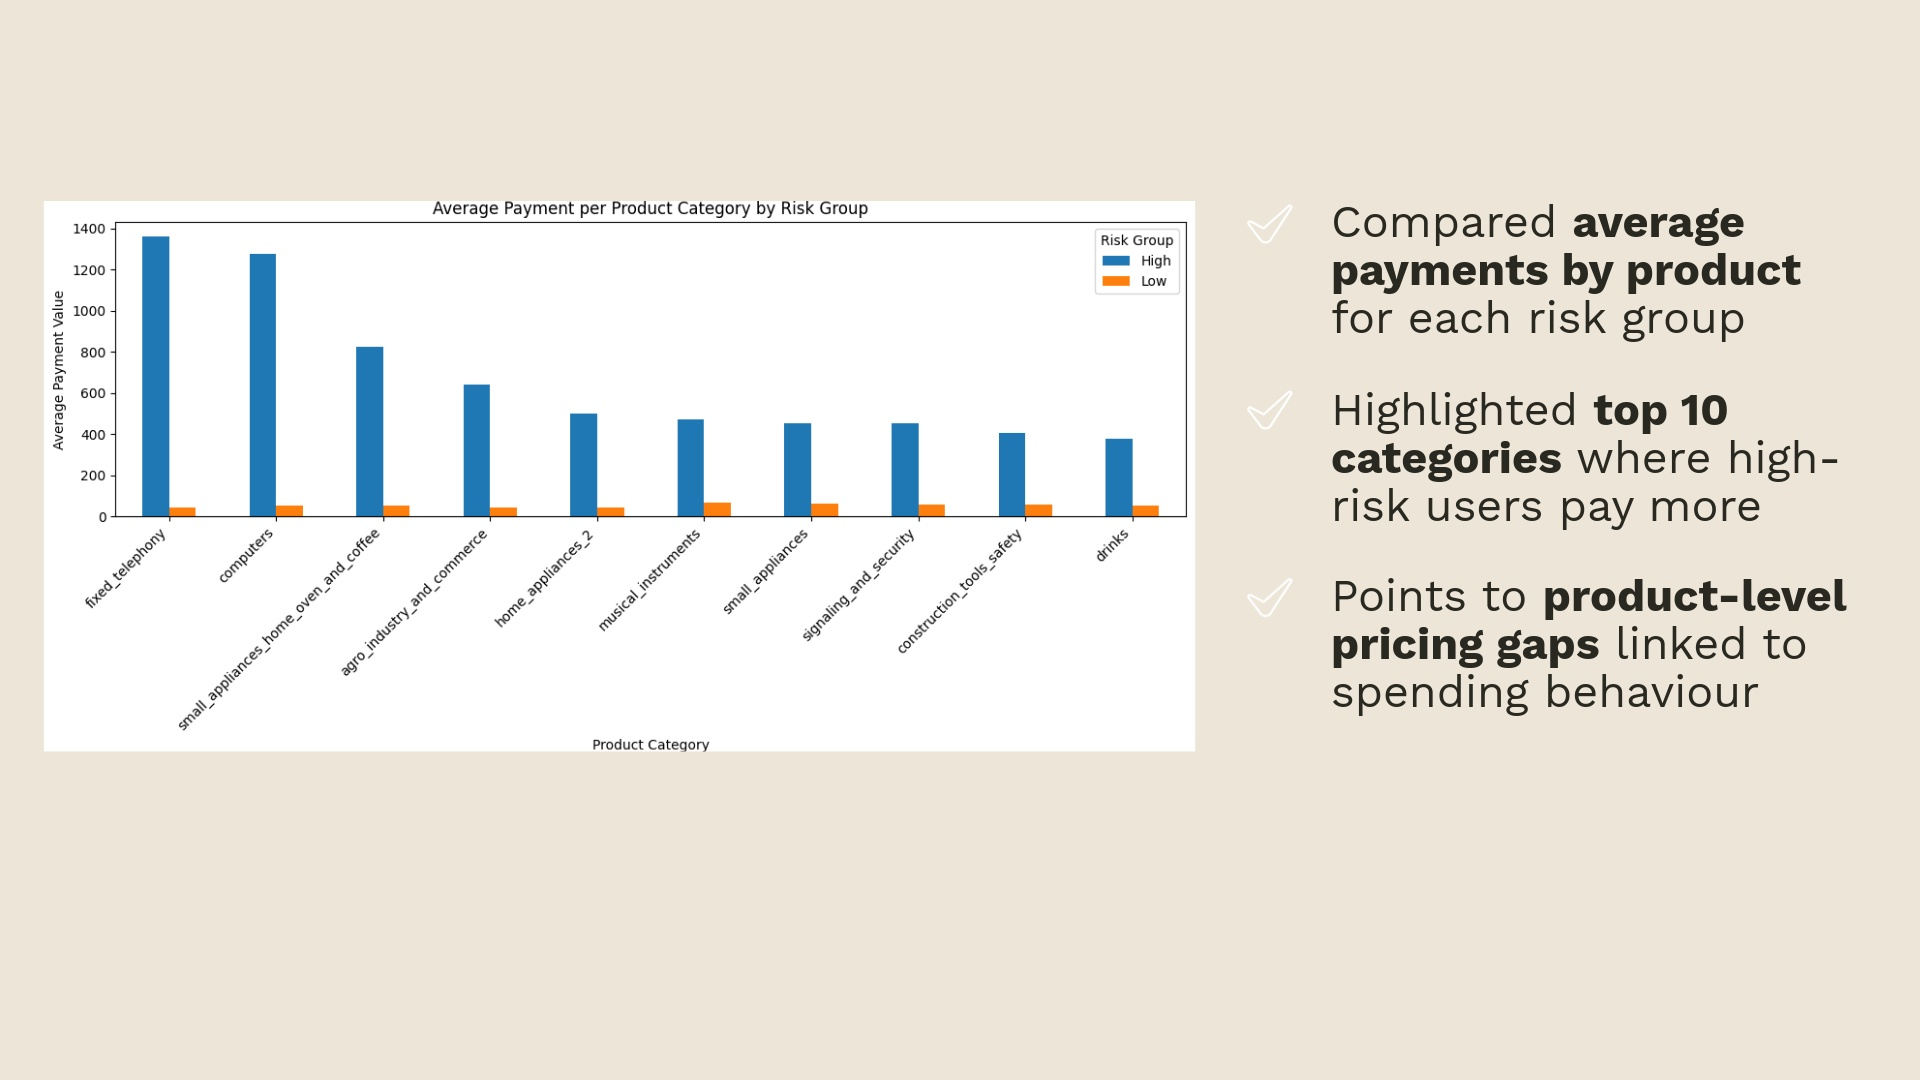 Average Payment per Product Category by Risk Group
1400
1200
1000
800
600
400
200
0
Average Payment Value
Risk Group
High
Low
fixed_telephony
computers
small_appliances_home_oven_and_coffee
agro_industry_and_commerce
home_appliances_2
musical_instruments
small_appliances
signaling_and_security
construction_tools_safety
drinks
Product Category
Compared average
payments by product
for each risk group
Highlighted top 10
categories where high-
risk users pay more
Points to product-level
pricing gaps linked to
spending behaviour